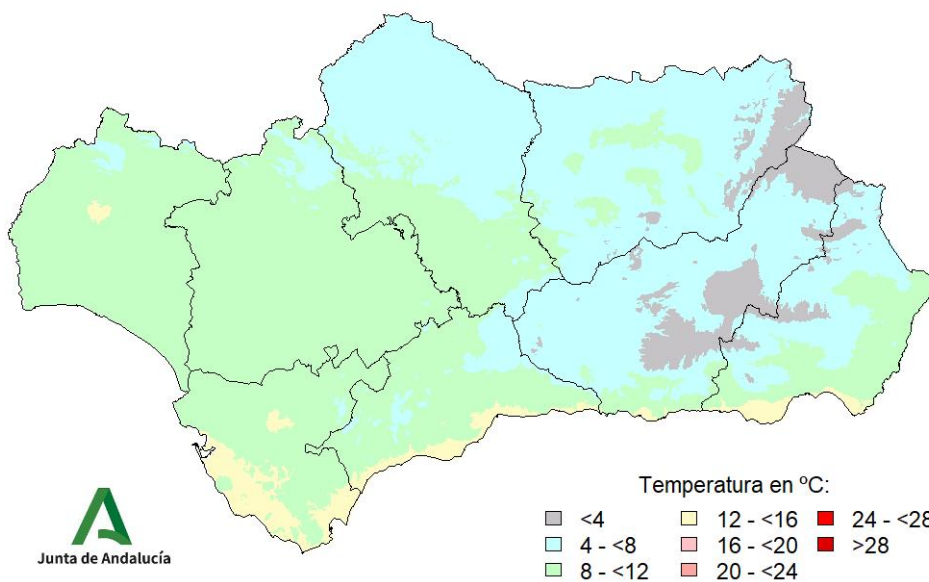 Temperatura en ºC:
<4 12 - <16 24 - <28
4 - <8 16 - <20 >28
8 - <12 20 - <24
Junta de Andalucía